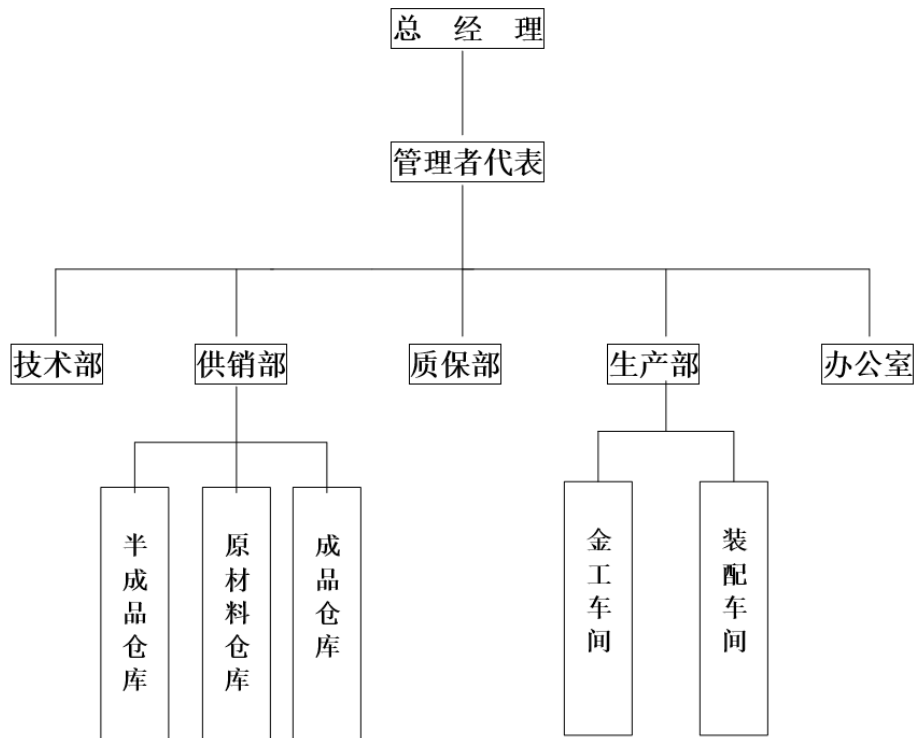 总经理
管理者代表
技术部
供销部
质保部
生产部
办公室
半成品仓库
原材料仓库
成品仓库
金工车间
装配车间